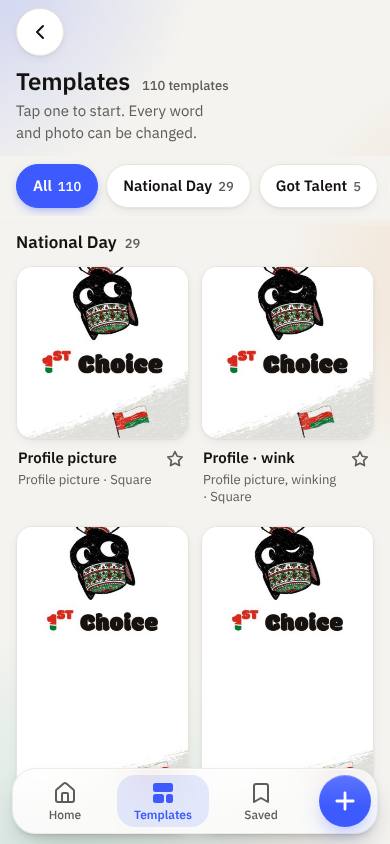 Templates 110 templates
Tap one to start. Every word
and photo can be changed.
All 110
National Day 29
Got Talent 5
National Day 29
1ST Choice
1ST Choice
Profile picture
Profile picture · Square
Profile · wink
Profile picture, winking
· Square
1ST Choice
1ST Choice
Home
Templates
Saved